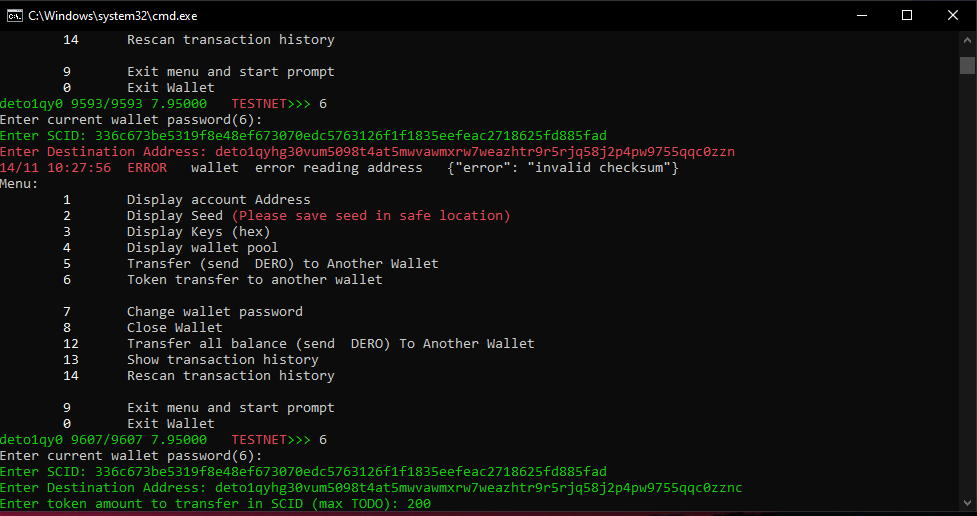 C:\Windows\system32\cmd.exe
14 Rescan transaction history
9 Exit menu and start prompt
0 Exit Wallet
deto1qy0 9593/9593 7.95000 TESTNET>>> 6
Enter current wallet password(6):
Enter SCID: 336c673be5319f8e48ef673070edc5763126f1f1835eefeac2718625fd885fad
Enter Destination Address: deto1qyhg30vum5098t4at5mwvawmxrw7weazhtr9r5rjq58j2p4pw9755qqc0zzn
14/11 10:27:56 ERROR wallet error reading address {"error": "invalid checksum"}
Menu:
1 Display account Address
2 Display Seed (Please save seed in safe location)
3 Display Keys (hex)
4 Display wallet pool
5 Transfer (send DERO) to Another Wallet
6 Token transfer to another wallet
7 Change wallet password
8 Close Wallet
12 Transfer all balance (send DERO) To Another Wallet
13 Show transaction history
14 Rescan transaction history
9 Exit menu and start prompt
0 Exit Wallet
deto1qy0 9607/9607 7.95000 TESTNET>>> 6
Enter current wallet password(6):
Enter SCID: 336c673be5319f8e48ef673070edc5763126f1f1835eefeac2718625fd885fad
Enter Destination Address: deto1qyhg30vum5098t4at5mwvawmxrw7weazhtr9r5rjq58j2p4pw9755qqc0zznc
Enter token amount to transfer in SCID (max TODO): 200